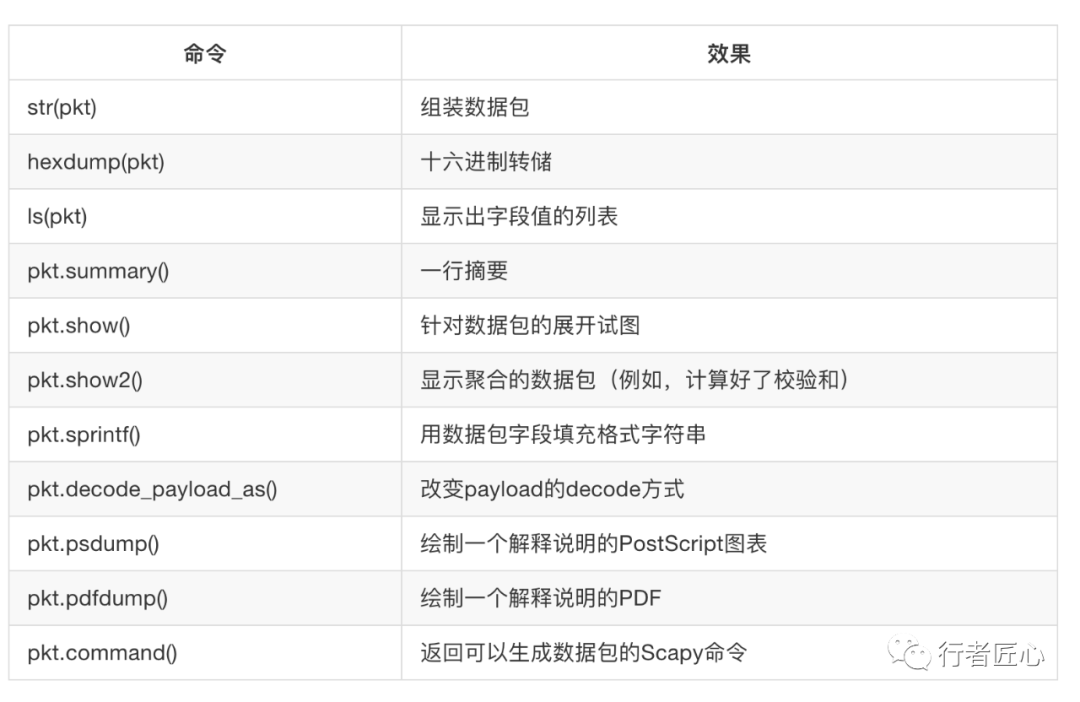 命令 效果
str(pkt) 组装数据包
hexdump(pkt) 十六进制转储
ls(pkt) 显示出字段值的列表
pkt.summary() 一行摘要
pkt.show() 针对数据包的展开试图
pkt.show2() 显示聚合的数据包（例如，计算好了校验和）
pkt.sprintf() 用数据包字段填充格式字符串
pkt.decode_payload_as() 改变payload的decode方式
pkt.psdump() 绘制一个解释说明的PostScript图表
pkt.pdfdump() 绘制一个解释说明的PDF
pkt.command() 返回可以生成数据包的Scapy命令
行者匠心